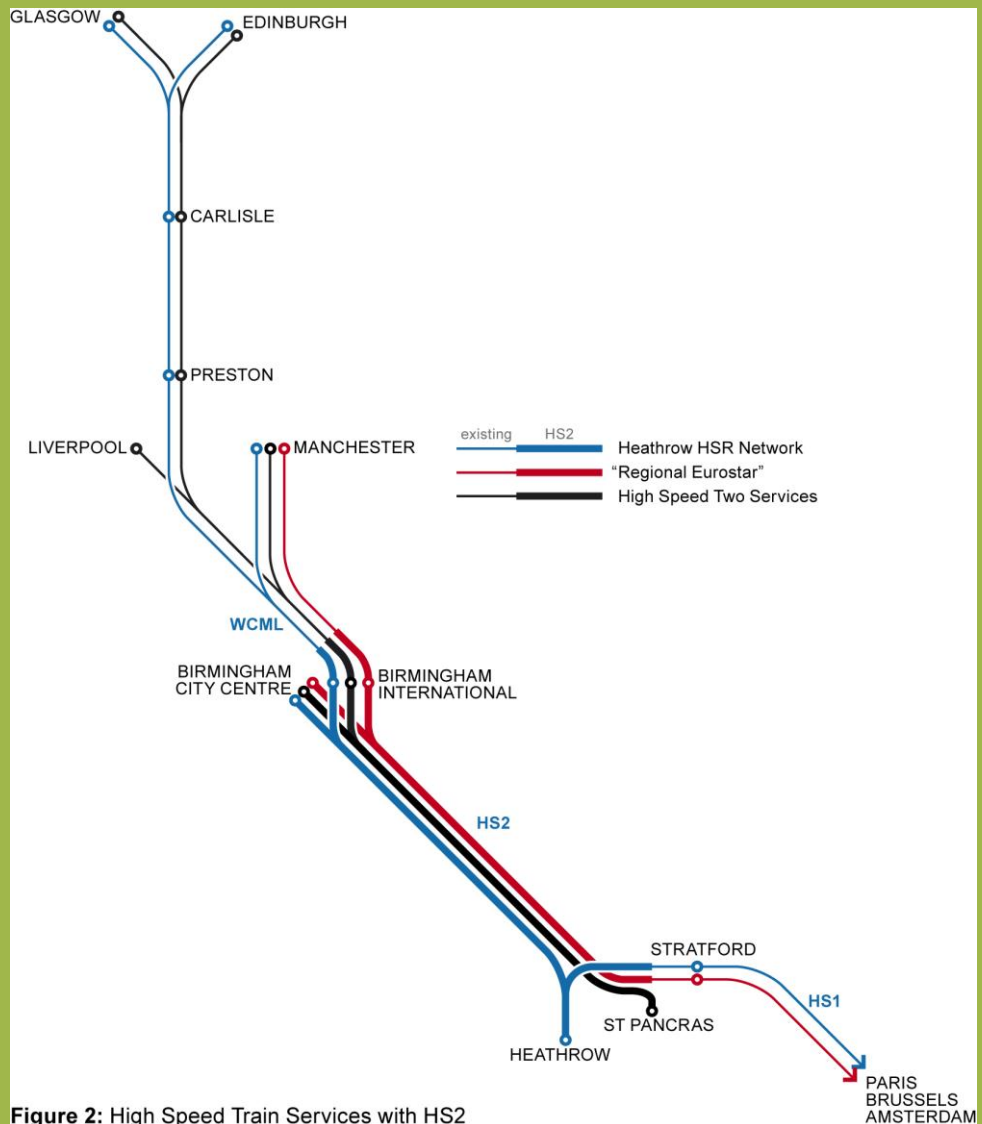 GLASGOW
EDINBURGH
CARLISLE
PRESTON
LIVERPOOL
MANCHESTER
existing HS2
Heathrow HSR Network
"Regional Eurostar"
High Speed Two Services
WCML
BIRMINGHAM
CITY CENTRE
BIRMINGHAM
INTERNATIONAL
HS2
STRATFORD
HS1
ST PANCRAS
HEATHROW
PARIS
BRUSSELS
AMSTERDAM
Figure 2: High Speed Train Services with HS2